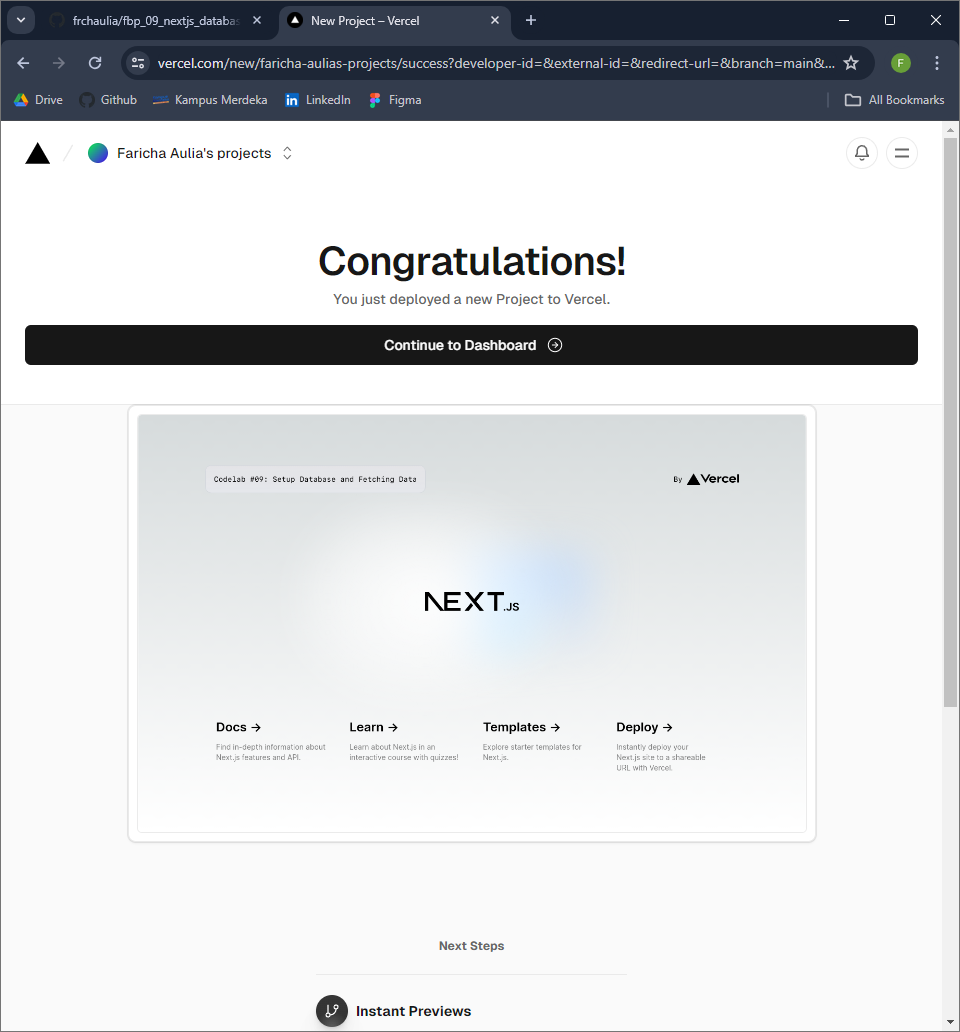 frchaulia/fbp_09_nextjs_databas
New Project – Vercel
vercel.com/new/faricha-aulias-projects/success?developer-id=&external-id=&redirect-url=&branch=main&...
F
Drive
Github
Kampus Merdeka
LinkedIn
Figma
All Bookmarks
Faricha Aulia's projects
Congratulations!
You just deployed a new Project to Vercel.
Continue to Dashboard
Codelab #09: Setup Database and Fetching Data
By Vercel
NEXT.JS
Docs →
Find in-depth information about
Next.js features and API.
Learn →
Learn about Next.js in an
interactive course with quizzes!
Templates →
Explore starter templates for
Next.js.
Deploy →
Instantly deploy your
Next.js site to a shareable
URL with Vercel.
Next Steps
Instant Previews